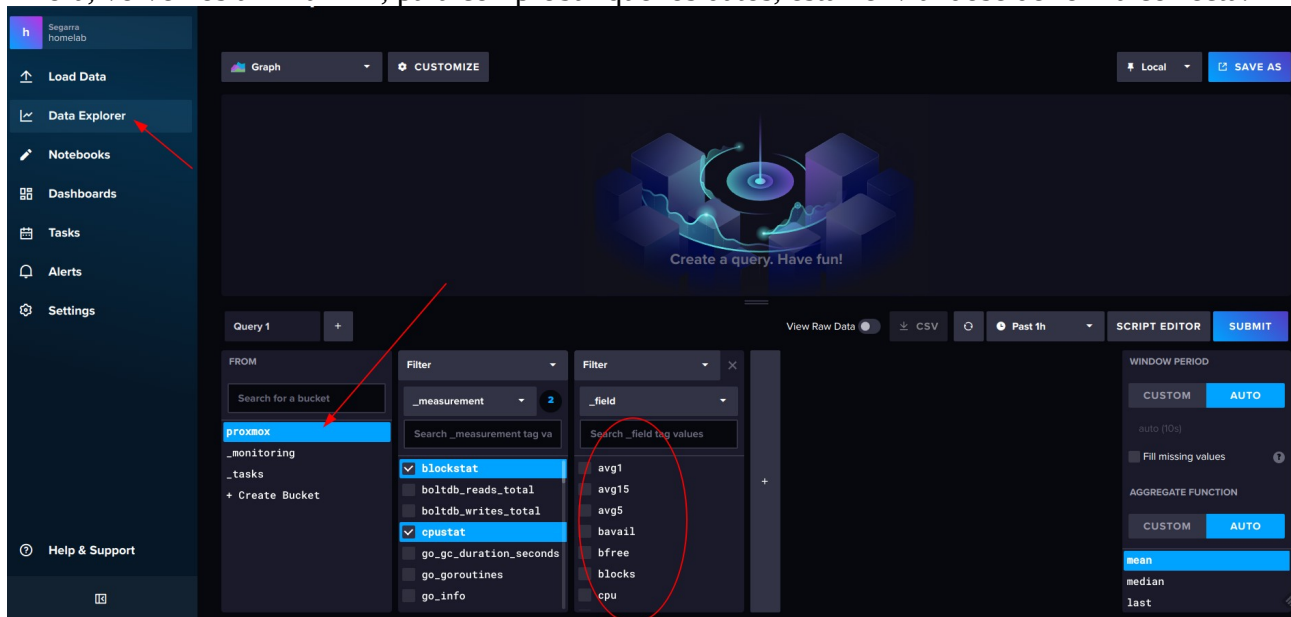 h
Segarra
homelab
Load Data
Data Explorer
Notebooks
Dashboards
Tasks
Alerts
Settings
Help & Support
Graph
CUSTOMIZE
Local
SAVE AS
Create a query. Have fun!
Query 1
+
View Raw Data
CSV
Past 1h
SCRIPT EDITOR
SUBMIT
FROM
Search for a bucket
proxmox
_monitoring
_tasks
+ Create Bucket
Filter
_measurement
2
Search _measurement tag va
blockstat
boltdb_reads_total
boltdb_writes_total
cpustat
go_gc_duration_seconds
go_goroutines
go_info
Filter
_field
Search _field tag values
avg1
avg15
avg5
bavail
bfree
blocks
cpu
+
WINDOW PERIOD
CUSTOM
AUTO
auto (10s)
Fill missing values
AGGREGATE FUNCTION
CUSTOM
AUTO
mean
median
last